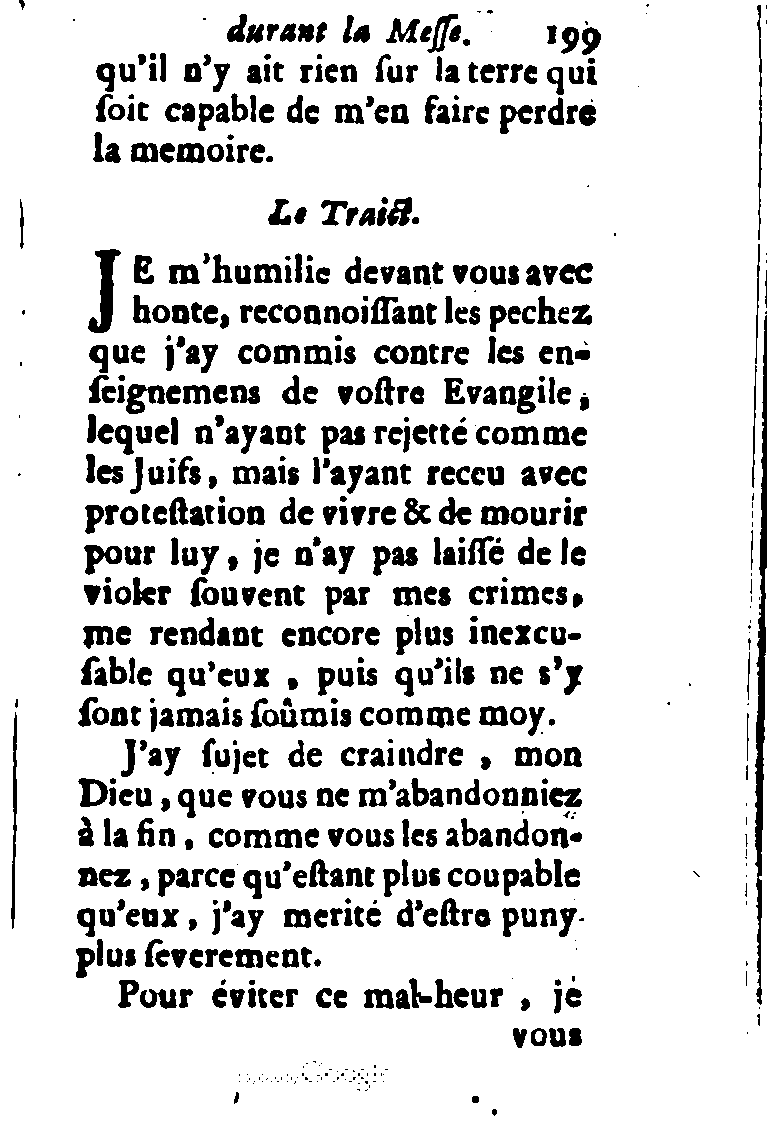 durant la Meſſe. 199
qu'il n'y ait rien ſur la terre qui
ſoit capable de m'en faire perdre
la memoire.
Le Traict.
JE m'humilie devant vous avec
honte, reconnoiſſant les pechez
que j'ay commis contre les en-
ſeignemens de voſtre Evangile,
lequel n'ayant pas rejetté comme
les Juifs, mais l'ayant receu avec
proteſtation de vivre & de mourir
pour luy, je n'ay pas laiſſé de le
violer ſouvent par mes crimes,
me rendant encore plus inexcu-
ſable qu'eux, puis qu'ils ne s'y
ſont jamais ſoûmis comme moy.
J'ay ſujet de craindre, mon
Dieu, que vous ne m'abandonniez
à la fin, comme vous les abandon-
nez, parce qu'eſtant plus coupable
qu'eux, j'ay merité d'eſtre puny
plus ſeverement.
Pour éviter ce mal-heur, je
vous
Google